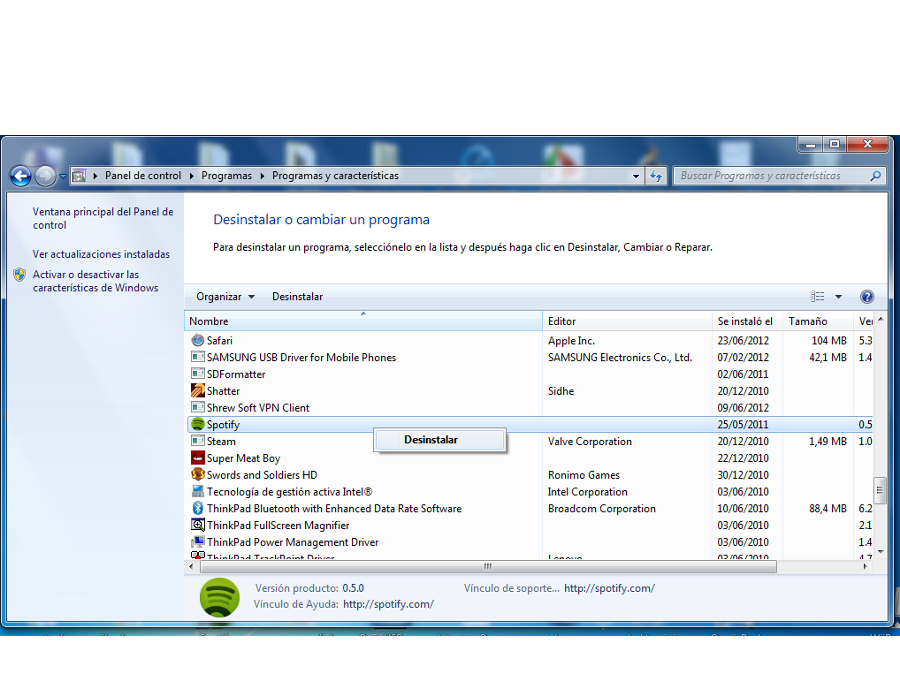 Panel de control Programas Programas y características
Buscar Programas y características
Ventana principal del Panel de
control
Ver actualizaciones instaladas
Activar o desactivar las
características de Windows
Desinstalar o cambiar un programa
Para desinstalar un programa, selecciónelo en la lista y después haga clic en Desinstalar, Cambiar o Reparar.
Organizar Desinstalar
Nombre Editor Se instaló el Tamaño Ve
Safari Apple Inc. 23/06/2012 104 MB 5.3
SAMSUNG USB Driver for Mobile Phones SAMSUNG Electronics Co., Ltd. 07/02/2012 42,1 MB 1.4
SDFormatter 02/06/2011
Shatter Sidhe 20/12/2010
Shrew Soft VPN Client 09/06/2012
Spotify 25/05/2011 0.5
Desinstalar
Steam Valve Corporation 20/12/2010 1,49 MB 1.0
Super Meat Boy 22/12/2010
Swords and Soldiers HD Ronimo Games 30/12/2010
Tecnología de gestión activa Intel® Intel Corporation 03/06/2010
ThinkPad Bluetooth with Enhanced Data Rate Software Broadcom Corporation 10/06/2010 88,4 MB 6.2
ThinkPad FullScreen Magnifier 03/06/2010 2.1
ThinkPad Power Management Driver 03/06/2010 1.4
ThinkPad TrackPoint Driver Lenovo 03/06/2010 4.7
Versión producto: 0.5.0 Vínculo de soporte... http://spotify.com/
Vínculo de Ayuda: http://spotify.com/